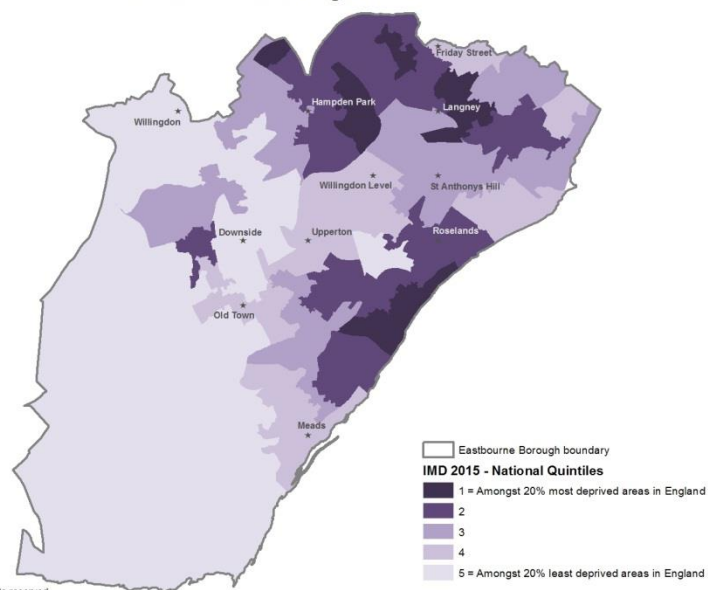 Friday Street
Hampden Park
Langney
Willingdon
Willingdon Level
St Anthonys Hill
Downside
Upperton
Roselands
Old Town
Meads
Eastbourne Borough boundary
IMD 2015 - National Quintiles
1 = Amongst 20% most deprived areas in England
2
3
4
5 = Amongst 20% least deprived areas in England